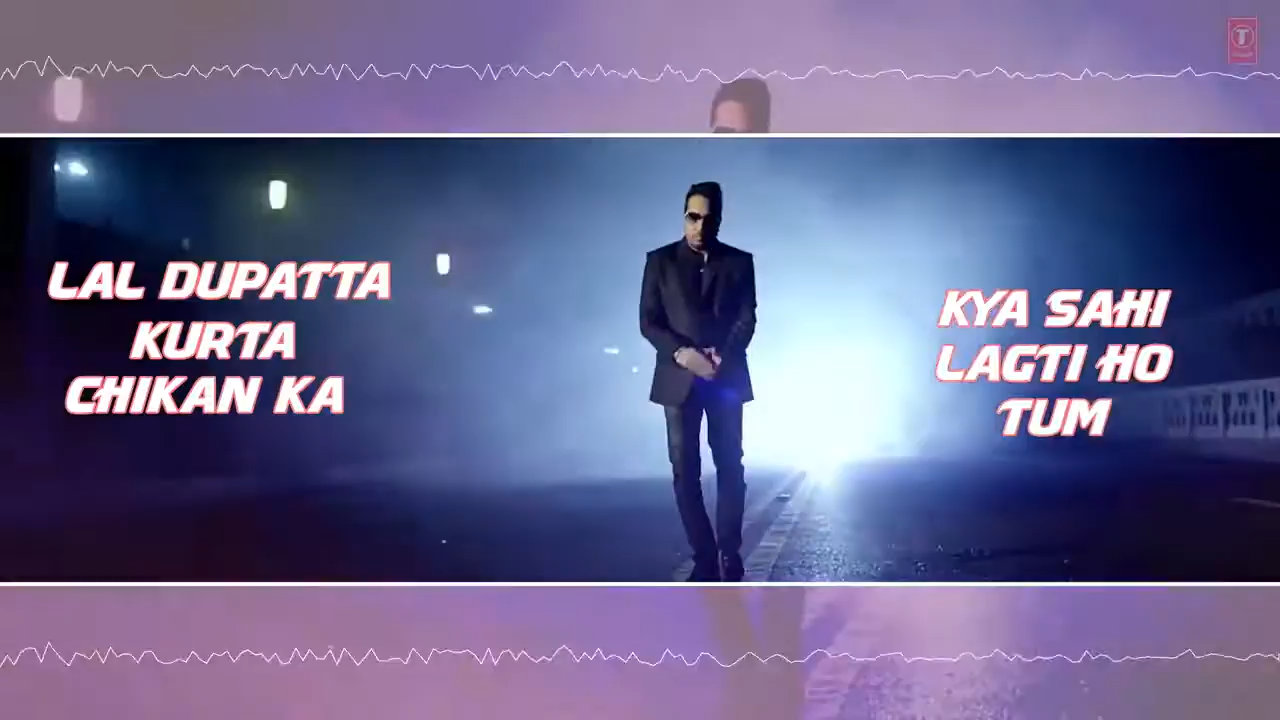 LAL DUPATTA
KURTA
CHIKAN KA
KYA SAHI
LAGTI HO
TUM